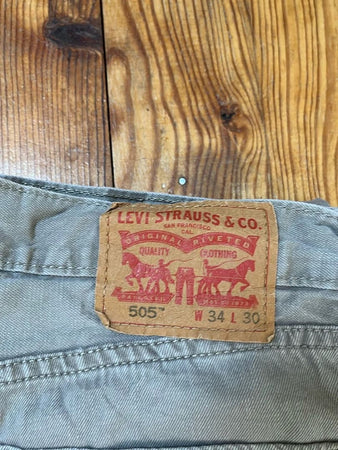 LEVI STRAUSS & CO.
SAN FRANCISCO
CAL.
ORIGINAL RIVETED
QUALITY CLOTHING
505™ W 34 L 30